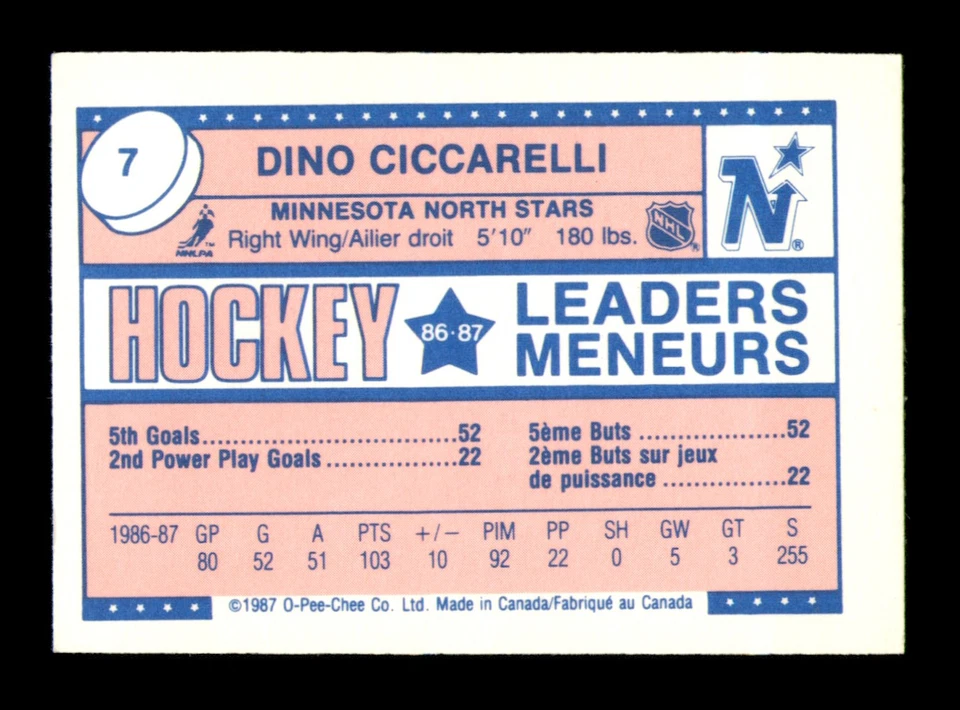 7
DINO CICCARELLI
MINNESOTA NORTH STARS
Right Wing/Ailier droit 5'10" 180 lbs.
NHLPA ™
NHL ®
N ®
HOCKEY 86·87 LEADERS
MENEURS
5th Goals..................................52
2nd Power Play Goals..................22
5ème Buts....................52
2ème Buts sur jeux
de puissance.................22
1986-87 GP G A PTS +/− PIM PP SH GW GT S
80 52 51 103 10 92 22 0 5 3 255
©1987 O-Pee-Chee Co. Ltd. Made in Canada/Fabriqué au Canada